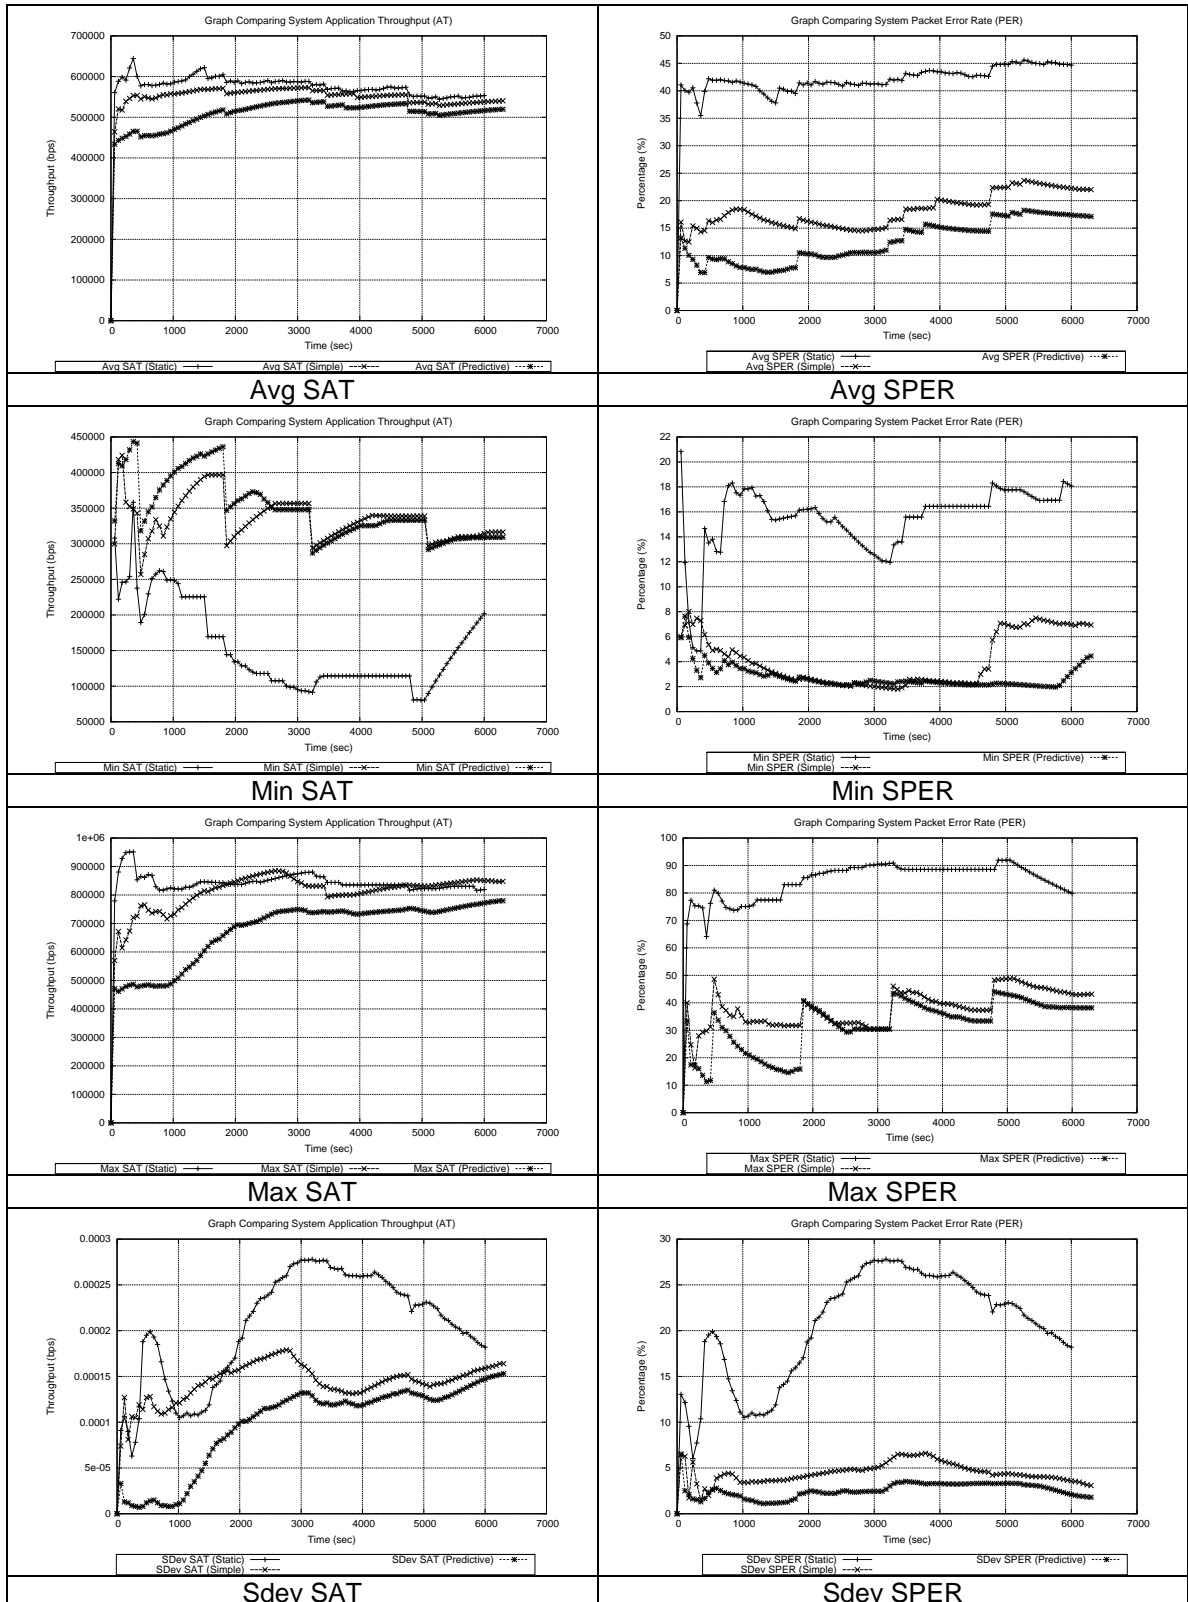 Graph Comparing System Application Throughput (AT)
700000
600000
500000
400000
300000
200000
100000
0
Throughput (bps)
0 1000 2000 3000 4000 5000 6000 7000
Time (sec)
Avg SAT (Static) Avg SAT (Simple) Avg SAT (Predictive)
Avg SAT
Graph Comparing System Packet Error Rate (PER)
50
45
40
35
30
25
20
15
10
5
0
Percentage (%)
0 1000 2000 3000 4000 5000 6000 7000
Time (sec)
Avg SPER (Static) Avg SPER (Predictive)
Avg SPER (Simple)
Avg SPER
Graph Comparing System Application Throughput (AT)
450000
400000
350000
300000
250000
200000
150000
100000
50000
Throughput (bps)
0 1000 2000 3000 4000 5000 6000 7000
Time (sec)
Min SAT (Static) Min SAT (Simple) Min SAT (Predictive)
Min SAT
Graph Comparing System Packet Error Rate (PER)
22
20
18
16
14
12
10
8
6
4
2
0
Percentage (%)
0 1000 2000 3000 4000 5000 6000 7000
Time (sec)
Min SPER (Static) Min SPER (Predictive)
Min SPER (Simple)
Min SPER
Graph Comparing System Application Throughput (AT)
1e+06
900000
800000
700000
600000
500000
400000
300000
200000
100000
0
Throughput (bps)
0 1000 2000 3000 4000 5000 6000 7000
Time (sec)
Max SAT (Static) Max SAT (Simple) Max SAT (Predictive)
Max SAT
Graph Comparing System Packet Error Rate (PER)
100
90
80
70
60
50
40
30
20
10
0
Percentage (%)
0 1000 2000 3000 4000 5000 6000 7000
Time (sec)
Max SPER (Static) Max SPER (Predictive)
Max SPER (Simple)
Max SPER
Graph Comparing System Application Throughput (AT)
0.0003
0.00025
0.0002
0.00015
0.0001
5e-05
0
Throughput (bps)
0 1000 2000 3000 4000 5000 6000 7000
Time (sec)
SDev SAT (Static) SDev SAT (Predictive)
SDev SAT (Simple)
Sdev SAT
Graph Comparing System Packet Error Rate (PER)
30
25
20
15
10
5
0
Percentage (%)
0 1000 2000 3000 4000 5000 6000 7000
Time (sec)
SDev SPER (Static) SDev SPER (Predictive)
SDev SPER (Simple)
Sdev SPER